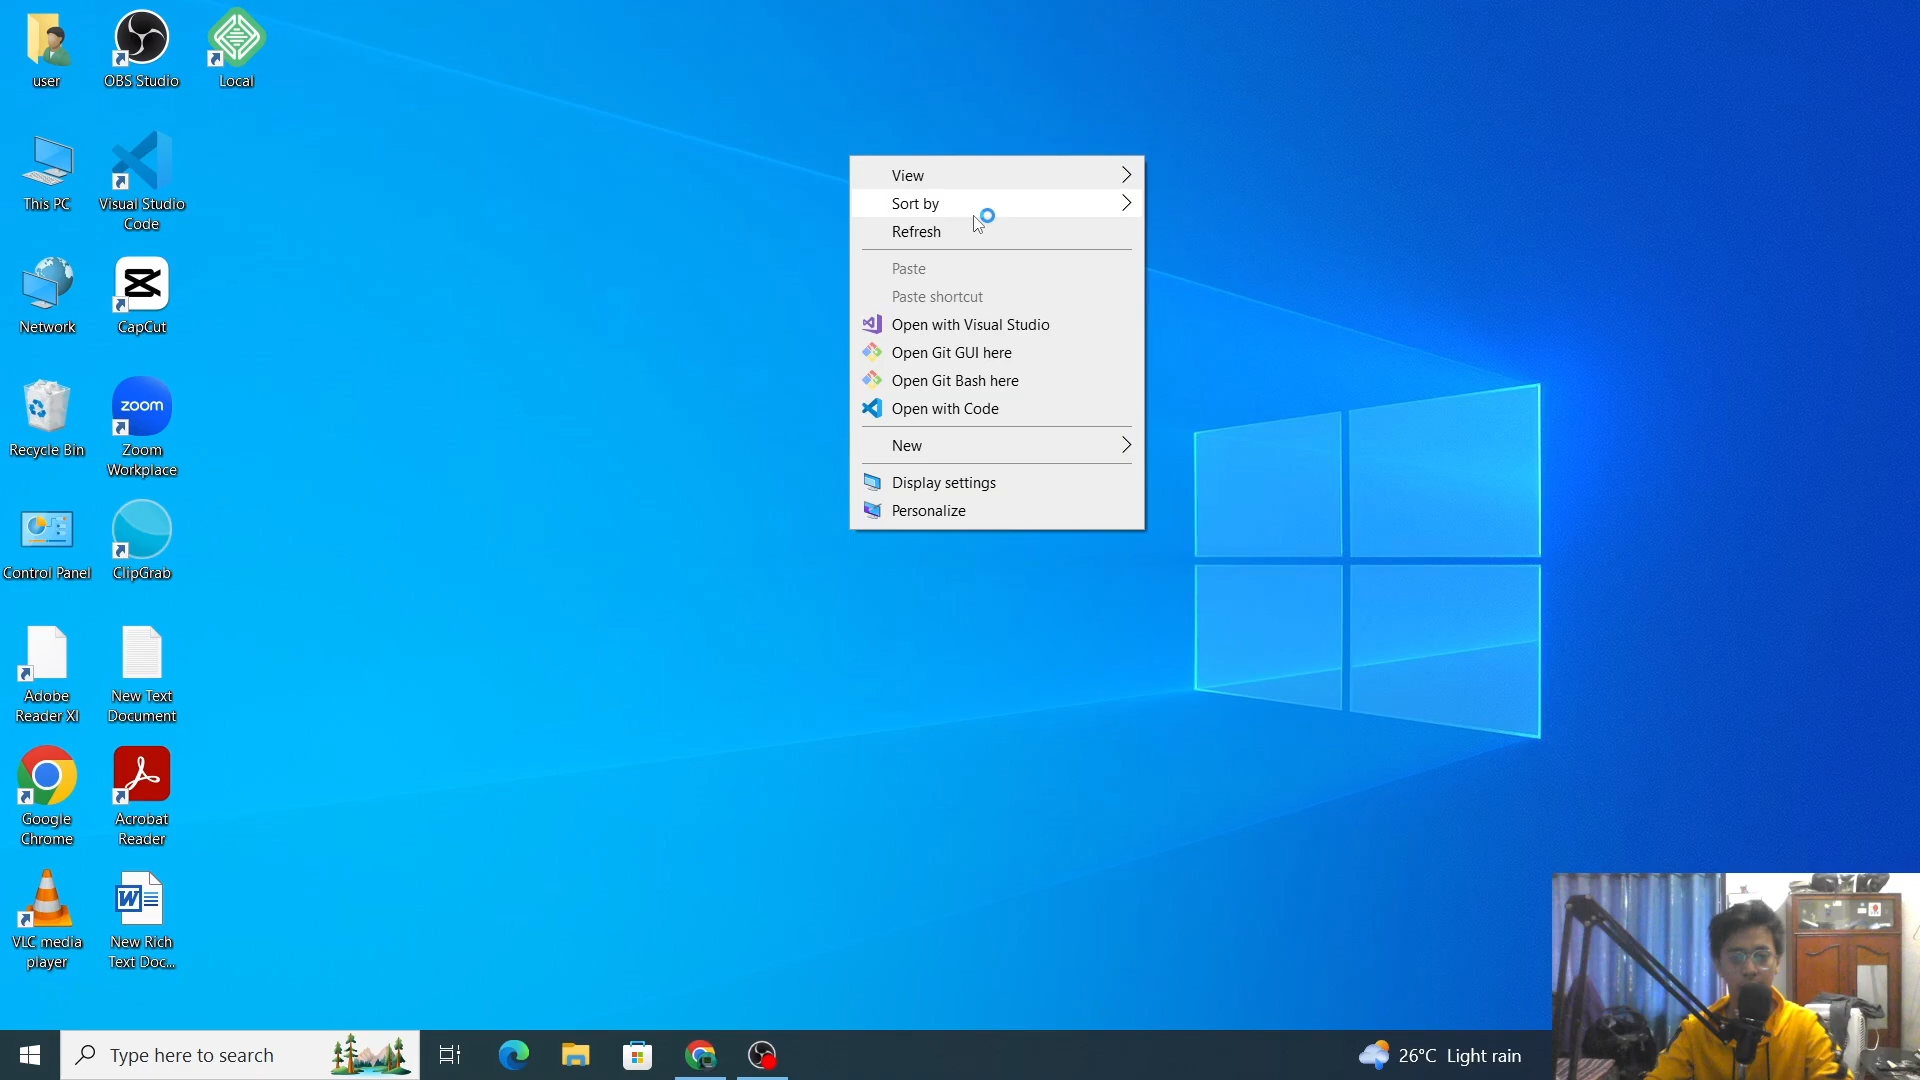 user
OBS Studio
Local
This PC
Visual Studio
Code
Network
CapCut
Recycle Bin
zoom
Zoom
Workplace
Control Panel
ClipGrab
Adobe
Reader XI
New Text
Document
Google
Chrome
Acrobat
Reader
VLC media
player
W
New Rich
Text Doc...
View
Sort by
Refresh
Paste
Paste shortcut
Open with Visual Studio
Open Git GUI here
Open Git Bash here
Open with Code
New
Display settings
Personalize
Type here to search
26°C Light rain